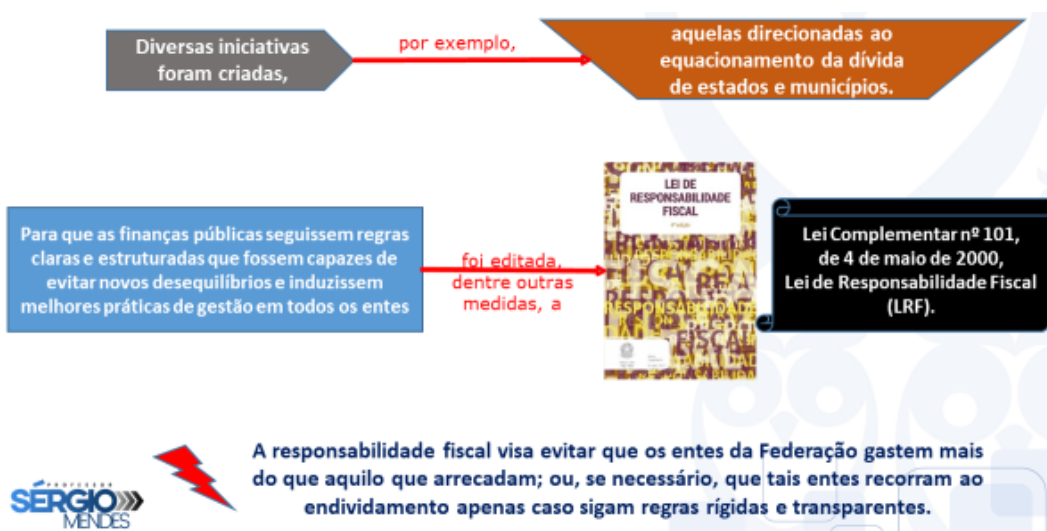 Diversas iniciativas
foram criadas,
por exemplo,
aquelas direcionadas ao
equacionamento da dívida
de estados e municípios.
Para que as finanças públicas seguissem regras
claras e estruturadas que fossem capazes de
evitar novos desequilíbrios e induzissem
melhores práticas de gestão em todos os entes
foi editada,
dentre outras
medidas, a
LEI DE
RESPONSABILIDADE
FISCAL
Lei Complementar nº 101,
de 4 de maio de 2000,
Lei de Responsabilidade Fiscal
(LRF).
A responsabilidade fiscal visa evitar que os entes da Federação gastem mais
do que aquilo que arrecadam; ou, se necessário, que tais entes recorram ao
endividamento apenas caso sigam regras rígidas e transparentes.
PROFESSOR
SÉRGIO
MENDES